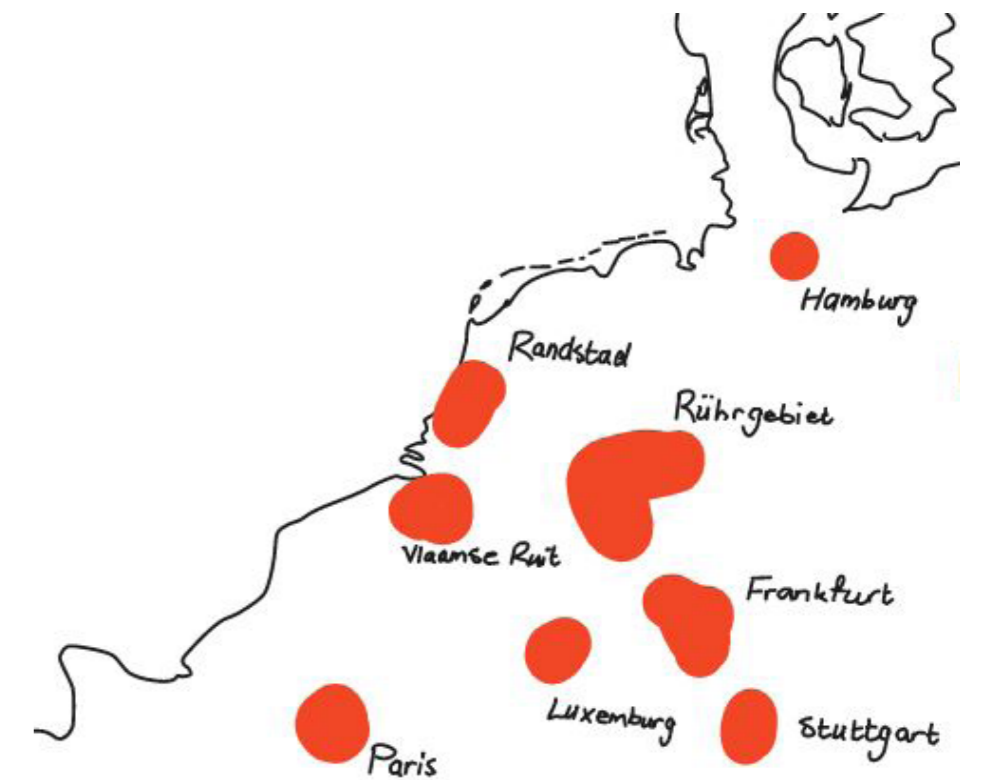 Hamburg
Randstad
Rührgebiet
Vlaamse Ruit
Frankfurt
Luxemburg
Stuttgart
Paris